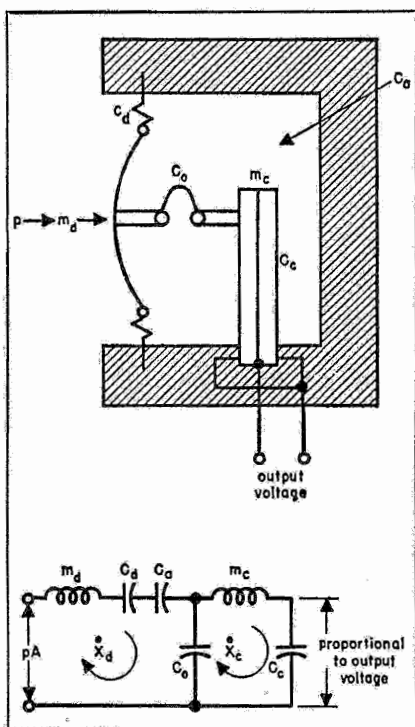 C_a
C_d
C_o
m_c
p → m_d →
C_c
output
voltage
m_d C_d C_a m_c
pA ẋ_d C_o ẋ_c C_c proportional
to output
voltage